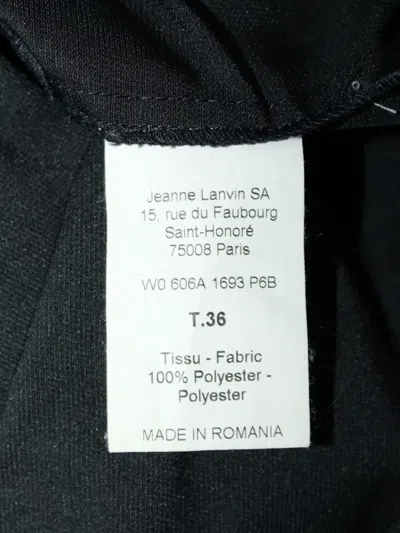 Jeanne Lanvin SA
15, rue du Faubourg
Saint-Honoré
75008 Paris
W0 606A 1693 P6B
T.36
Tissu - Fabric
100% Polyester -
Polyester
MADE IN ROMANIA